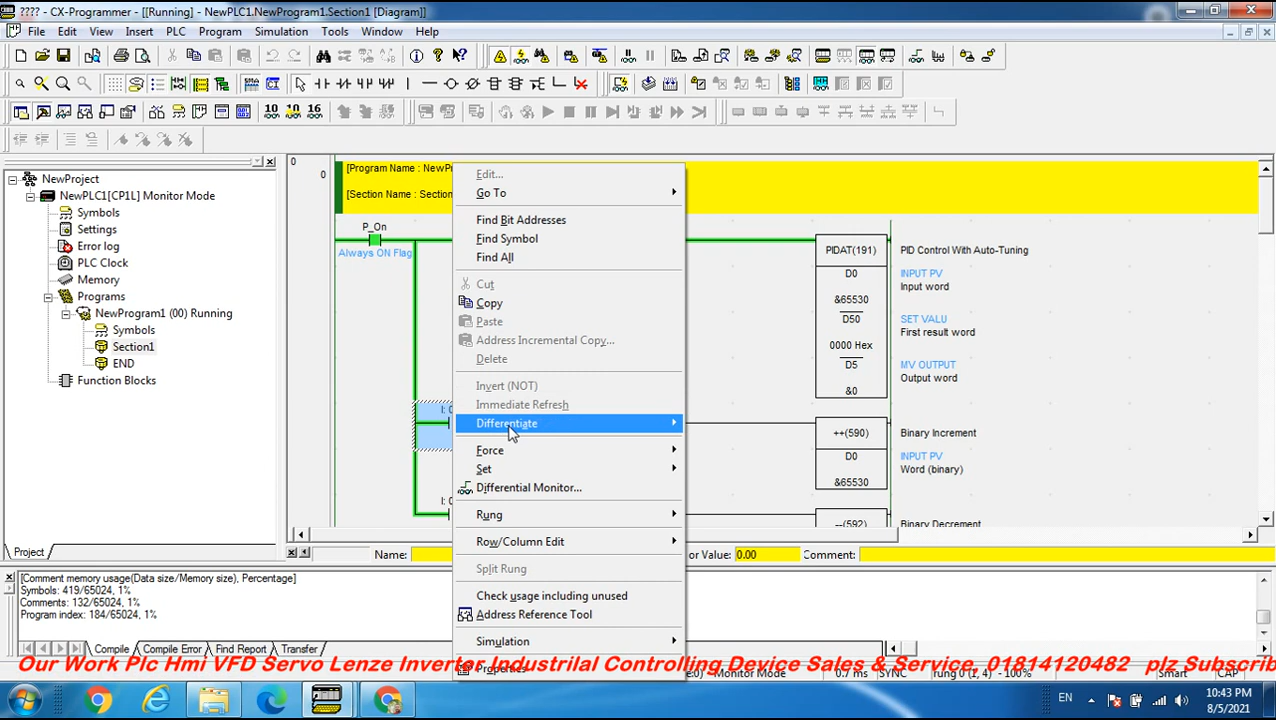 ???? - CX-Programmer - [[Running] - NewPLC1.NewProgram1.Section1 [Diagram]]
File Edit View Insert PLC Program Simulation Tools Window Help
10 10 16
NewProject
NewPLC1[CP1L] Monitor Mode
Symbols
Settings
Error log
PLC Clock
Memory
Programs
NewProgram1 (00) Running
Symbols
Section1
END
Function Blocks
Project
0
0
[Program Name : NewP
[Section Name : Section
P_On
Always ON Flag
I: 0
I: 0
Edit...
Go To
Find Bit Addresses
Find Symbol
Find All
Cut
Copy
Paste
Address Incremental Copy...
Delete
Invert (NOT)
Immediate Refresh
Differentiate
Force
Set
Differential Monitor...
Rung
Row/Column Edit
Split Rung
Check usage including unused
Address Reference Tool
Simulation
Properties
PIDAT(191)
D0
&65530
D50
0000 Hex
D5
&0
PID Control With Auto-Tuning
INPUT PV
Input word
SET VALU
First result word
MV OUTPUT
Output word
++(590)
D0
&65530
Binary Increment
INPUT PV
Word (binary)
--(592)
Binary Decrement
Name:
or Value: 0.00
Comment:
[Comment memory usage(Data size/Memory size), Percentage]
Symbols: 419/65024, 1%
Comments: 132/65024, 1%
Program index: 184/65024, 1%
Compile Compile Error Find Report Transfer
Our Work Plc Hmi VFD Servo Lenze Inverter Industrilal Controlling Device Sales & Service, 01814120482 plz Subscrib
Monitor Mode
0.7 ms
SYNC
rung 0 (1, 4) - 100%
Smart
CAP
EN
10:43 PM
8/5/2021